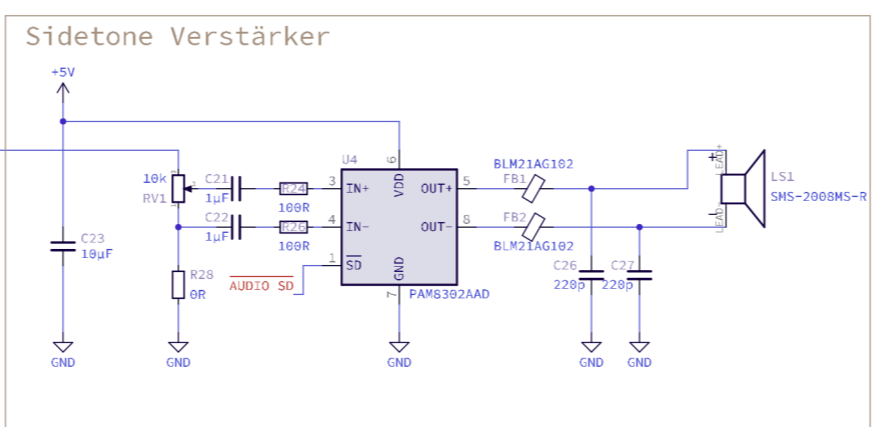 Sidetone Verstärker
+5V
U4
6
VDD
10k
RV1
C21
1µF
R24
100R
3
IN+
OUT+
5
BLM21AG102
FB1
LEAD+
+
LS1
SMS-2008MS-R
C22
1µF
R26
100R
4
IN-
OUT-
8
FB2
BLM21AG102
-
LEAD-
C23
10µF
R28
0R
AUDIO SD
1
SD
GND
7
PAM8302AAD
C26
220p
C27
220p
GND
GND
GND
GND
GND